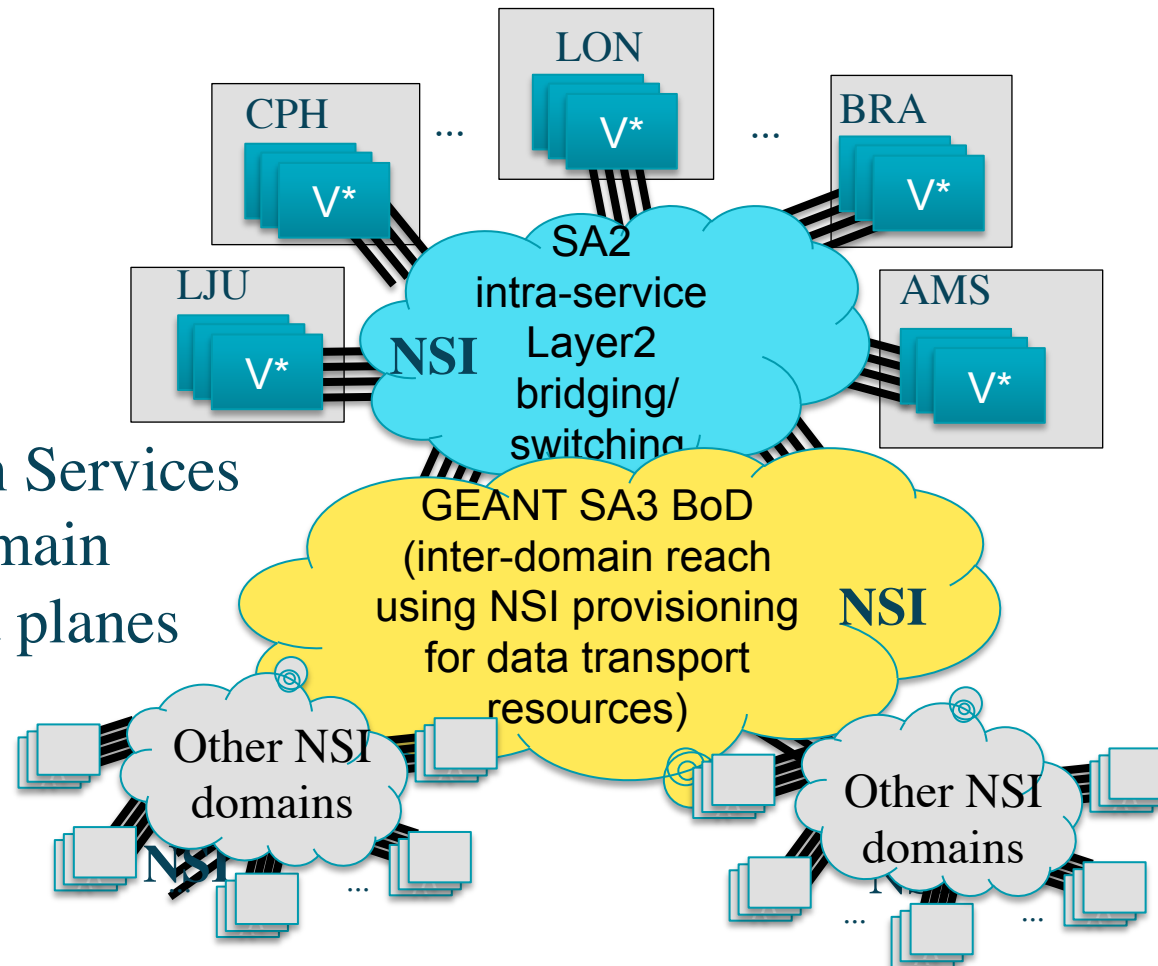 LON
V*
CPH
...
...
BRA
V*
V*
SA2
intra-service
Layer2
bridging/
switching
NSI
LJU
V*
AMS
V*
Services
main
planes
GEANT SA3 BoD
(inter-domain reach
using NSI provisioning
for data transport
resources)
NSI
Other NSI
domains
NSI
...
Other NSI
domains
...
...